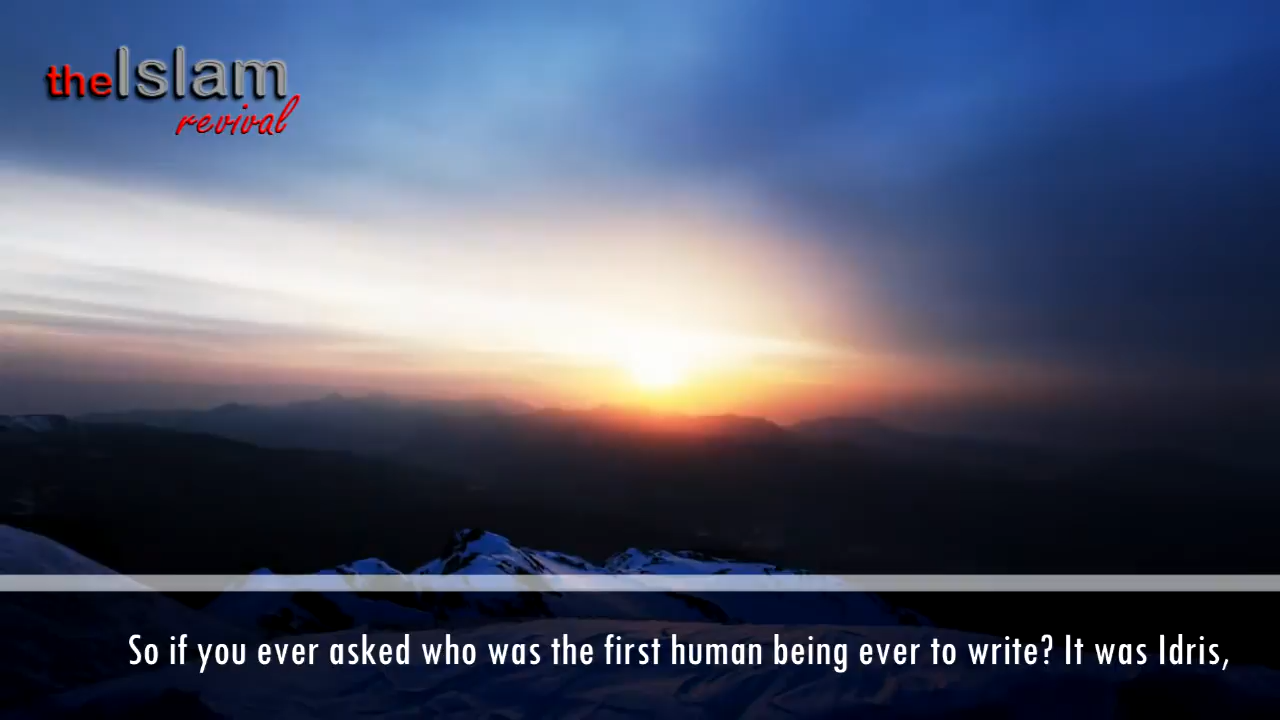 theIslam
revival
So if you ever asked who was the first human being ever to write? It was Idris,